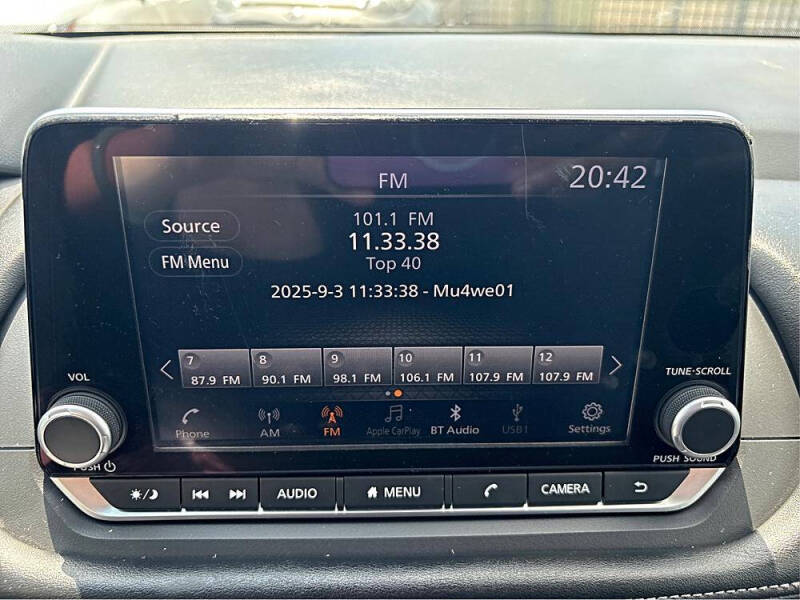 FM
20:42
Source
101.1 FM
11.33.38
FM Menu
Top 40
2025-9-3 11:33:38 - Mu4we01
7 8 9 10 11 12
87.9 FM 90.1 FM 98.1 FM 106.1 FM 107.9 FM 107.9 FM
VOL
TUNE·SCROLL
Phone AM FM Apple CarPlay BT Audio USB1 Settings
PUSH
PUSH SOUND
AUDIO MENU CAMERA